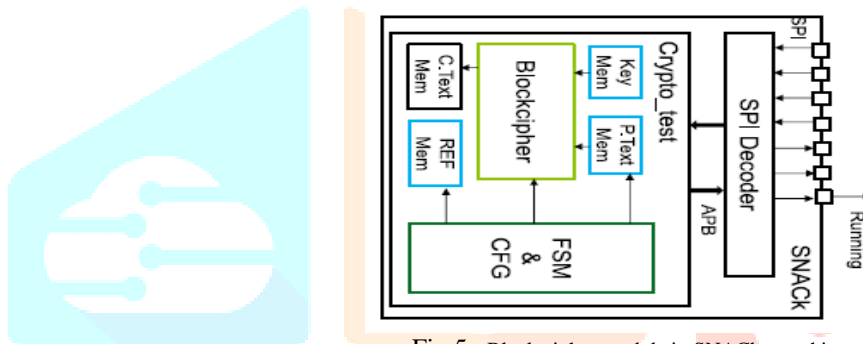 SNACk
Running
SPI
SPI Decoder
APB
Crypto_test
Key
Mem
P.Text
Mem
Blockcipher
C.Text
Mem
REF
Mem
FSM
&
CFG